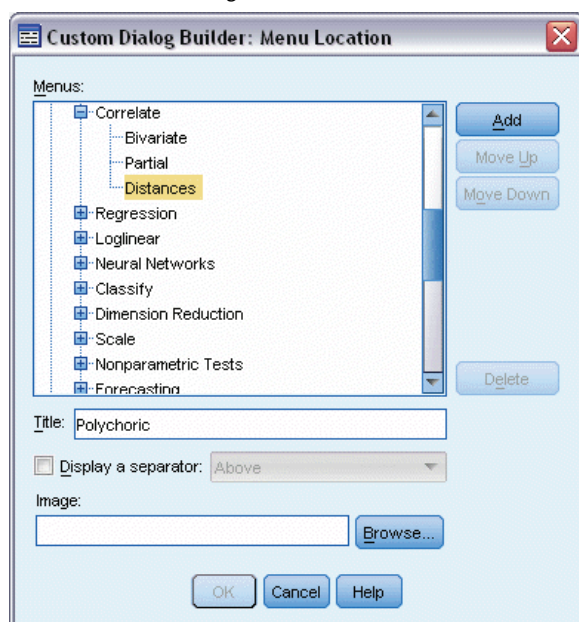 Custom Dialog Builder: Menu Location
Menus:
Correlate
Bivariate
Partial
Distances
Regression
Loglinear
Neural Networks
Classify
Dimension Reduction
Scale
Nonparametric Tests
Forecasting
Add
Move Up
Move Down
Delete
Title: Polychoric
Display a separator: Above
Image:
Browse...
OK Cancel Help